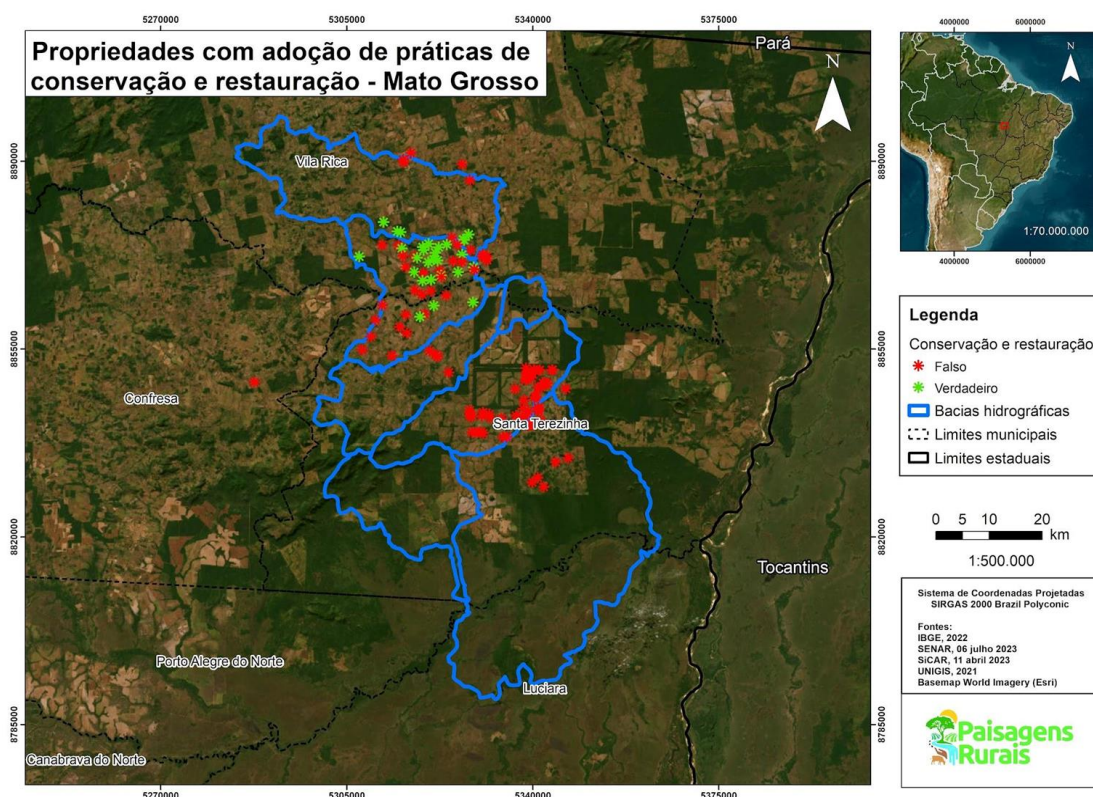 5270000
5305000
5340000
5375000
Propriedades com adoção de práticas de
conservação e restauração - Mato Grosso
Pará
N
Vila Rica
Confresa
Santa Terezinha
Tocantins
Porto Alegre do Norte
Luciara
Canabrava do Norte
8890000
8855000
8820000
8785000
8890000
8855000
8820000
8785000
5270000
5305000
5340000
5375000
4000000
6000000
N
1:70.000.000
4000000
6000000
Legenda
Conservação e restauração
Falso
Verdadeiro
Bacias hidrográficas
Limites municipais
Limites estaduais
0 5 10 20
km
1:500.000
Sistema de Coordenadas Projetadas
SIRGAS 2000 Brazil Polyconic
Fontes:
IBGE, 2022
SENAR, 06 julho 2023
SiCAR, 11 abril 2023
UNIGIS, 2021
Basemap World Imagery (Esri)
Paisagens
Rurais